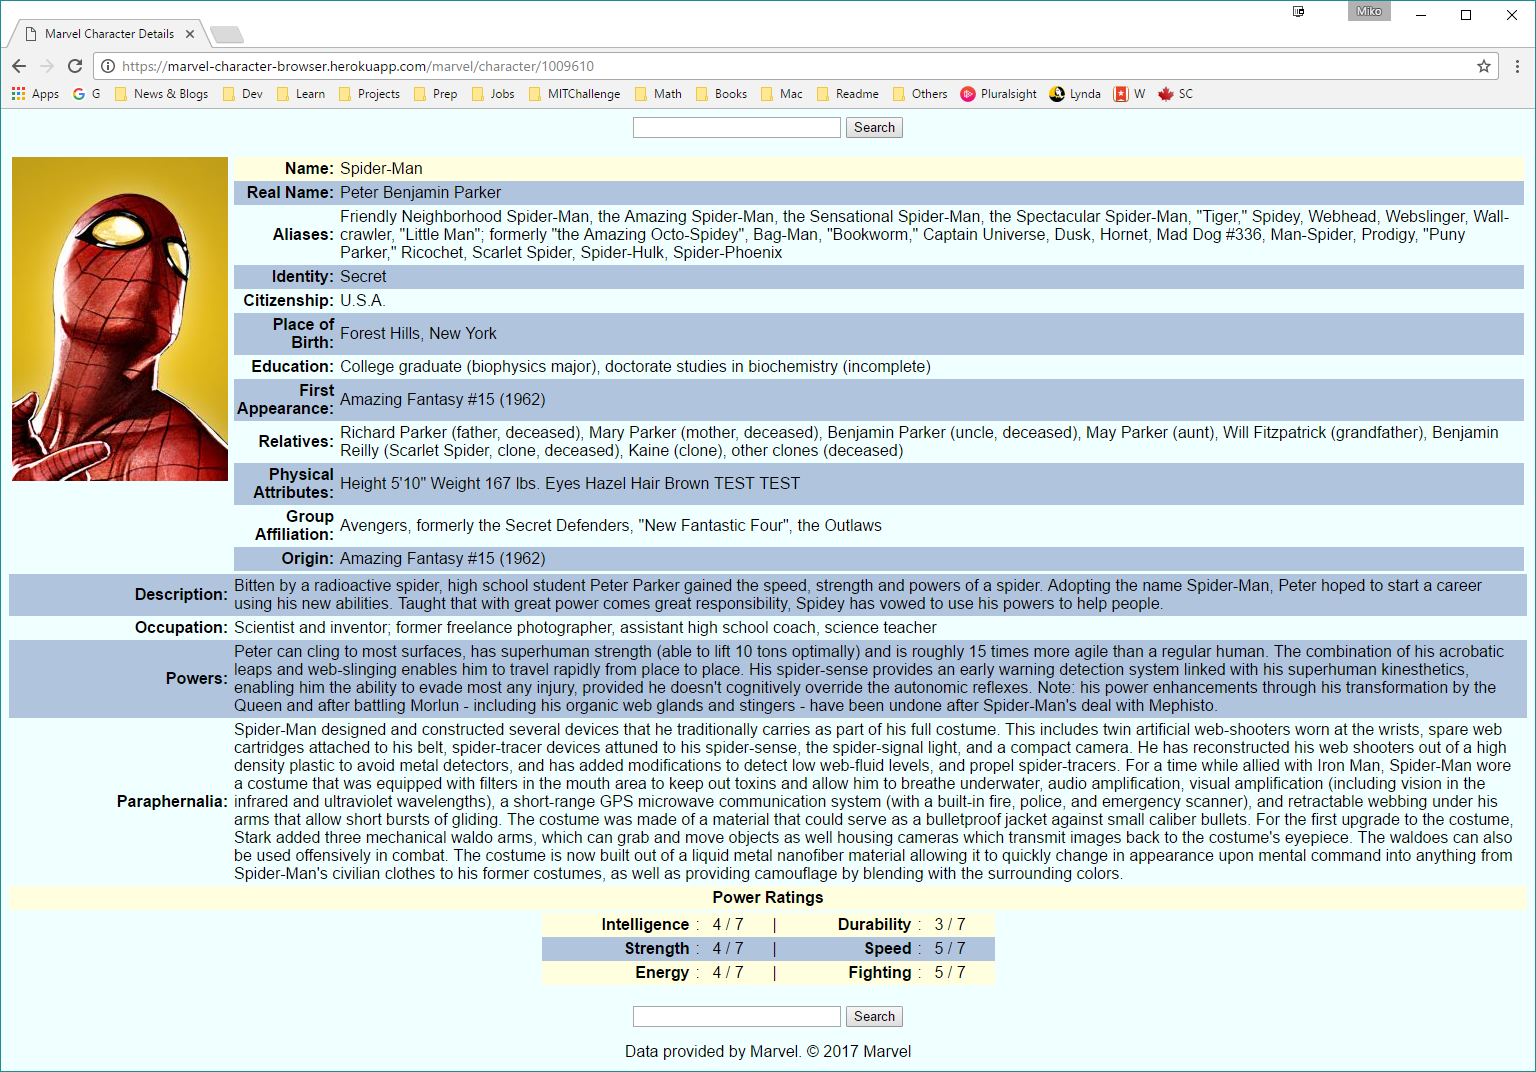 Miko
Marvel Character Details
https://marvel-character-browser.herokuapp.com/marvel/character/1009610
Apps G News & Blogs Dev Learn Projects Prep Jobs MITChallenge Math Books Mac Readme Others Pluralsight Lynda W SC
Search
Name: Spider-Man
Real Name: Peter Benjamin Parker
Friendly Neighborhood Spider-Man, the Amazing Spider-Man, the Sensational Spider-Man, the Spectacular Spider-Man, "Tiger," Spidey, Webhead, Webslinger, Wall-
Aliases: crawler, "Little Man"; formerly "the Amazing Octo-Spidey", Bag-Man, "Bookworm," Captain Universe, Dusk, Hornet, Mad Dog #336, Man-Spider, Prodigy, "Puny
Parker," Ricochet, Scarlet Spider, Spider-Hulk, Spider-Phoenix
Identity: Secret
Citizenship: U.S.A.
Place of
Birth: Forest Hills, New York
Education: College graduate (biophysics major), doctorate studies in biochemistry (incomplete)
First
Appearance: Amazing Fantasy #15 (1962)
Relatives: Richard Parker (father, deceased), Mary Parker (mother, deceased), Benjamin Parker (uncle, deceased), May Parker (aunt), Will Fitzpatrick (grandfather), Benjamin
Reilly (Scarlet Spider, clone, deceased), Kaine (clone), other clones (deceased)
Physical
Attributes: Height 5'10" Weight 167 lbs. Eyes Hazel Hair Brown TEST TEST
Group
Affiliation: Avengers, formerly the Secret Defenders, "New Fantastic Four", the Outlaws
Origin: Amazing Fantasy #15 (1962)
Description: Bitten by a radioactive spider, high school student Peter Parker gained the speed, strength and powers of a spider. Adopting the name Spider-Man, Peter hoped to start a career
using his new abilities. Taught that with great power comes great responsibility, Spidey has vowed to use his powers to help people.
Occupation: Scientist and inventor; former freelance photographer, assistant high school coach, science teacher
Peter can cling to most surfaces, has superhuman strength (able to lift 10 tons optimally) and is roughly 15 times more agile than a regular human. The combination of his acrobatic
leaps and web-slinging enables him to travel rapidly from place to place. His spider-sense provides an early warning detection system linked with his superhuman kinesthetics,
Powers: enabling him the ability to evade most any injury, provided he doesn't cognitively override the autonomic reflexes. Note: his power enhancements through his transformation by the
Queen and after battling Morlun - including his organic web glands and stingers - have been undone after Spider-Man's deal with Mephisto.
Spider-Man designed and constructed several devices that he traditionally carries as part of his full costume. This includes twin artificial web-shooters worn at the wrists, spare web
cartridges attached to his belt, spider-tracer devices attuned to his spider-sense, the spider-signal light, and a compact camera. He has reconstructed his web shooters out of a high
density plastic to avoid metal detectors, and has added modifications to detect low web-fluid levels, and propel spider-tracers. For a time while allied with Iron Man, Spider-Man wore
a costume that was equipped with filters in the mouth area to keep out toxins and allow him to breathe underwater, audio amplification, visual amplification (including vision in the
Paraphernalia: infrared and ultraviolet wavelengths), a short-range GPS microwave communication system (with a built-in fire, police, and emergency scanner), and retractable webbing under his
arms that allow short bursts of gliding. The costume was made of a material that could serve as a bulletproof jacket against small caliber bullets. For the first upgrade to the costume,
Stark added three mechanical waldo arms, which can grab and move objects as well housing cameras which transmit images back to the costume's eyepiece. The waldoes can also
be used offensively in combat. The costume is now built out of a liquid metal nanofiber material allowing it to quickly change in appearance upon mental command into anything from
Spider-Man's civilian clothes to his former costumes, as well as providing camouflage by blending with the surrounding colors.
Power Ratings
Intelligence : 4 / 7 | Durability : 3 / 7
Strength : 4 / 7 | Speed : 5 / 7
Energy : 4 / 7 | Fighting : 5 / 7
Search
Data provided by Marvel. © 2017 Marvel